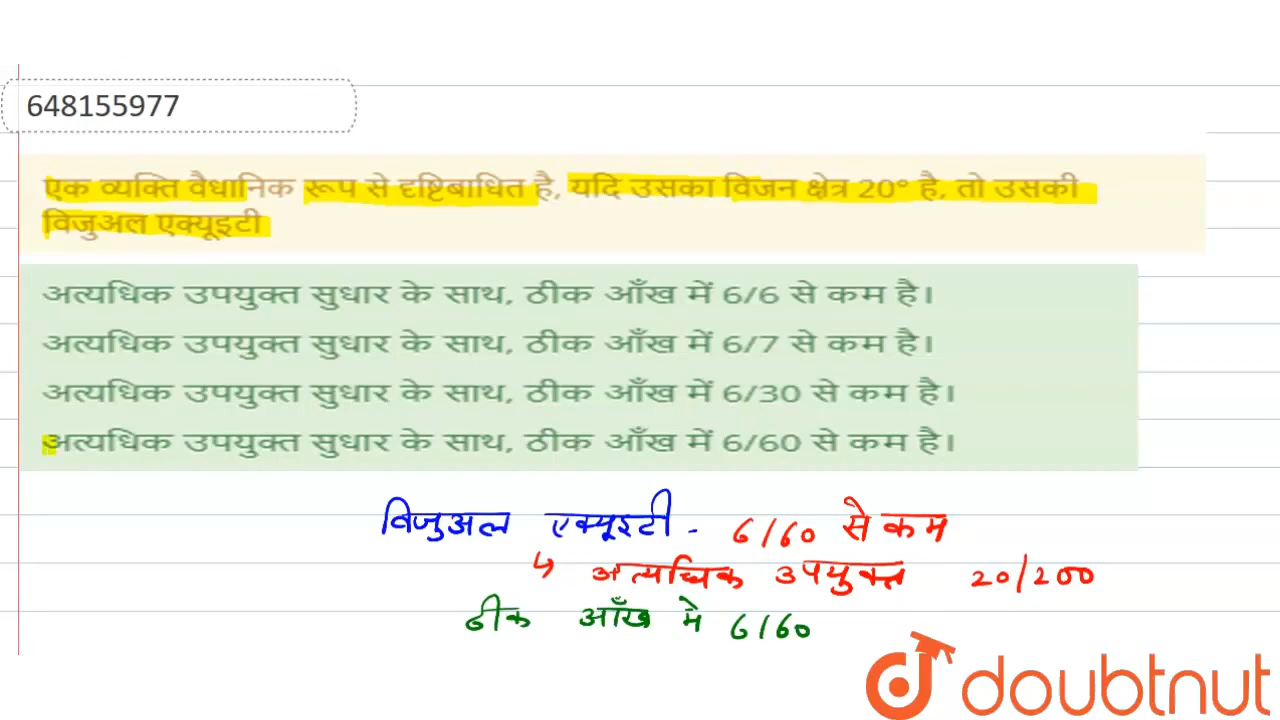 648155977
एक व्यक्ति वैधानिक रूप से दृष्टिबाधित है, यदि उसका विजन क्षेत्र 20° है, तो उसकी
विजुअल एक्यूइटी
अत्यधिक उपयुक्त सुधार के साथ, ठीक आँख में 6/6 से कम है।
अत्यधिक उपयुक्त सुधार के साथ, ठीक आँख में 6/7 से कम है।
अत्यधिक उपयुक्त सुधार के साथ, ठीक आँख में 6/30 से कम है।
अत्यधिक उपयुक्त सुधार के साथ, ठीक आँख में 6/60 से कम है।
विजुअल एक्यूइटी - 6/60 से कम
↳ अत्यधिक उपयुक्त 20/200
ठीक आँख मे 6/60
doubtnut